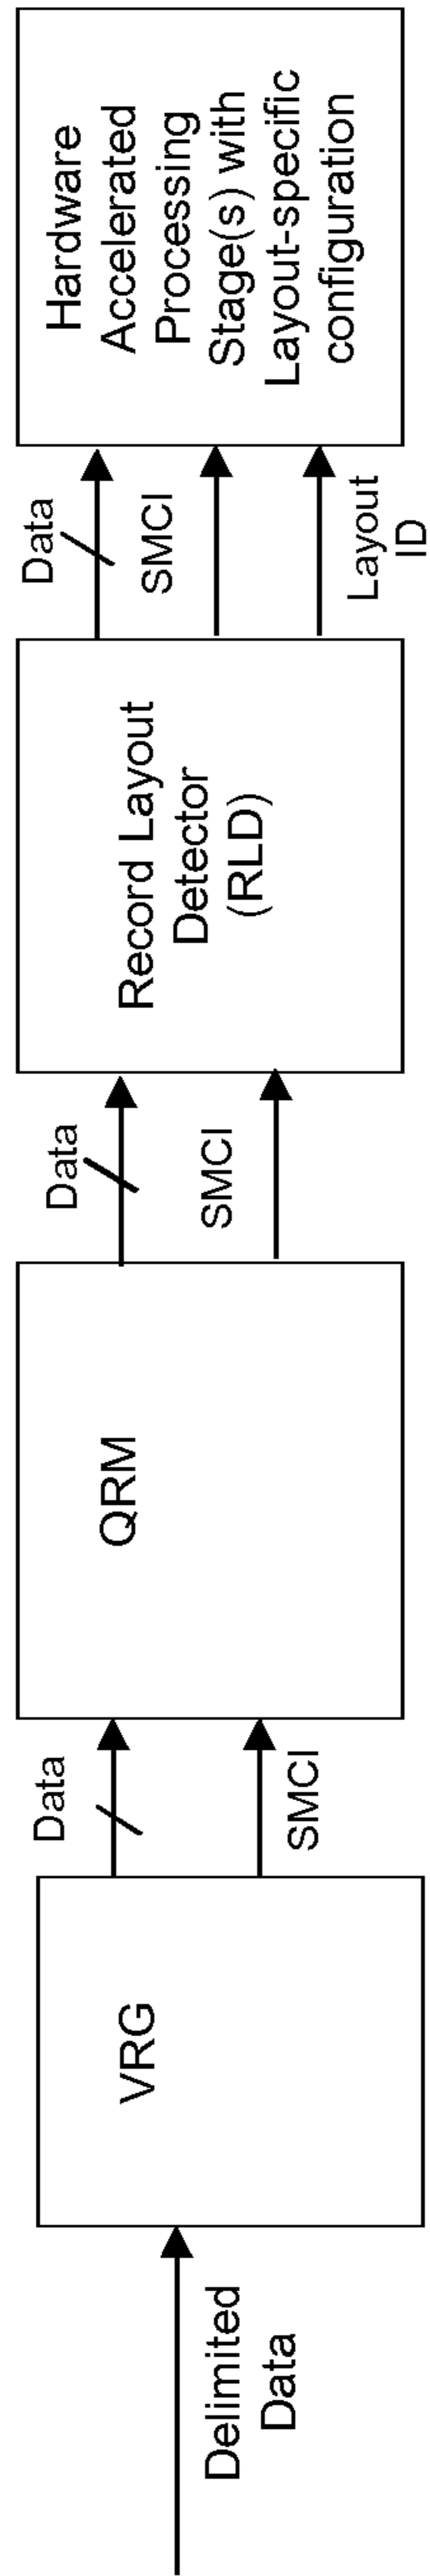 Delimited
Data
VRG
Data
SMCI
QRM
Data
SMCI
Record Layout
Detector
(RLD)
Data
SMCI
Layout
ID
Hardware
Accelerated
Processing
Stage(s) with
Layout-specific
configuration